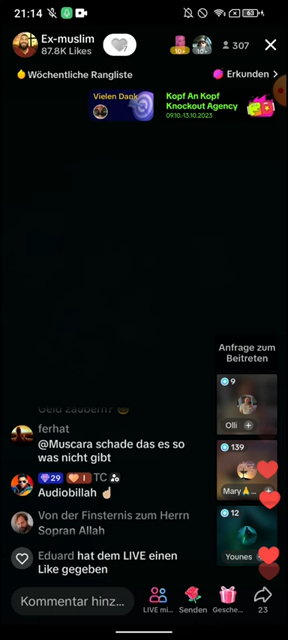 21:14
Ex-muslim
87.8K Likes
10+
10+
307
Wöchentliche Rangliste
Erkunden >
Vielen Dank
Kopf An Kopf
Knockout Agency
09.10-13.10.2023
Anfrage zum
Beitreten
9
Olli
139
Mary
12
Younes
Geld zaubern?
ferhat
@Muscara schade das es so
was nicht gibt
29 1 TC
Audiobillah
Von der Finsternis zum Herrn
Sopran Allah
Eduard hat dem LIVE einen
Like gegeben
Kommentar hinz...
LIVE mi...
Senden
Gesche...
23